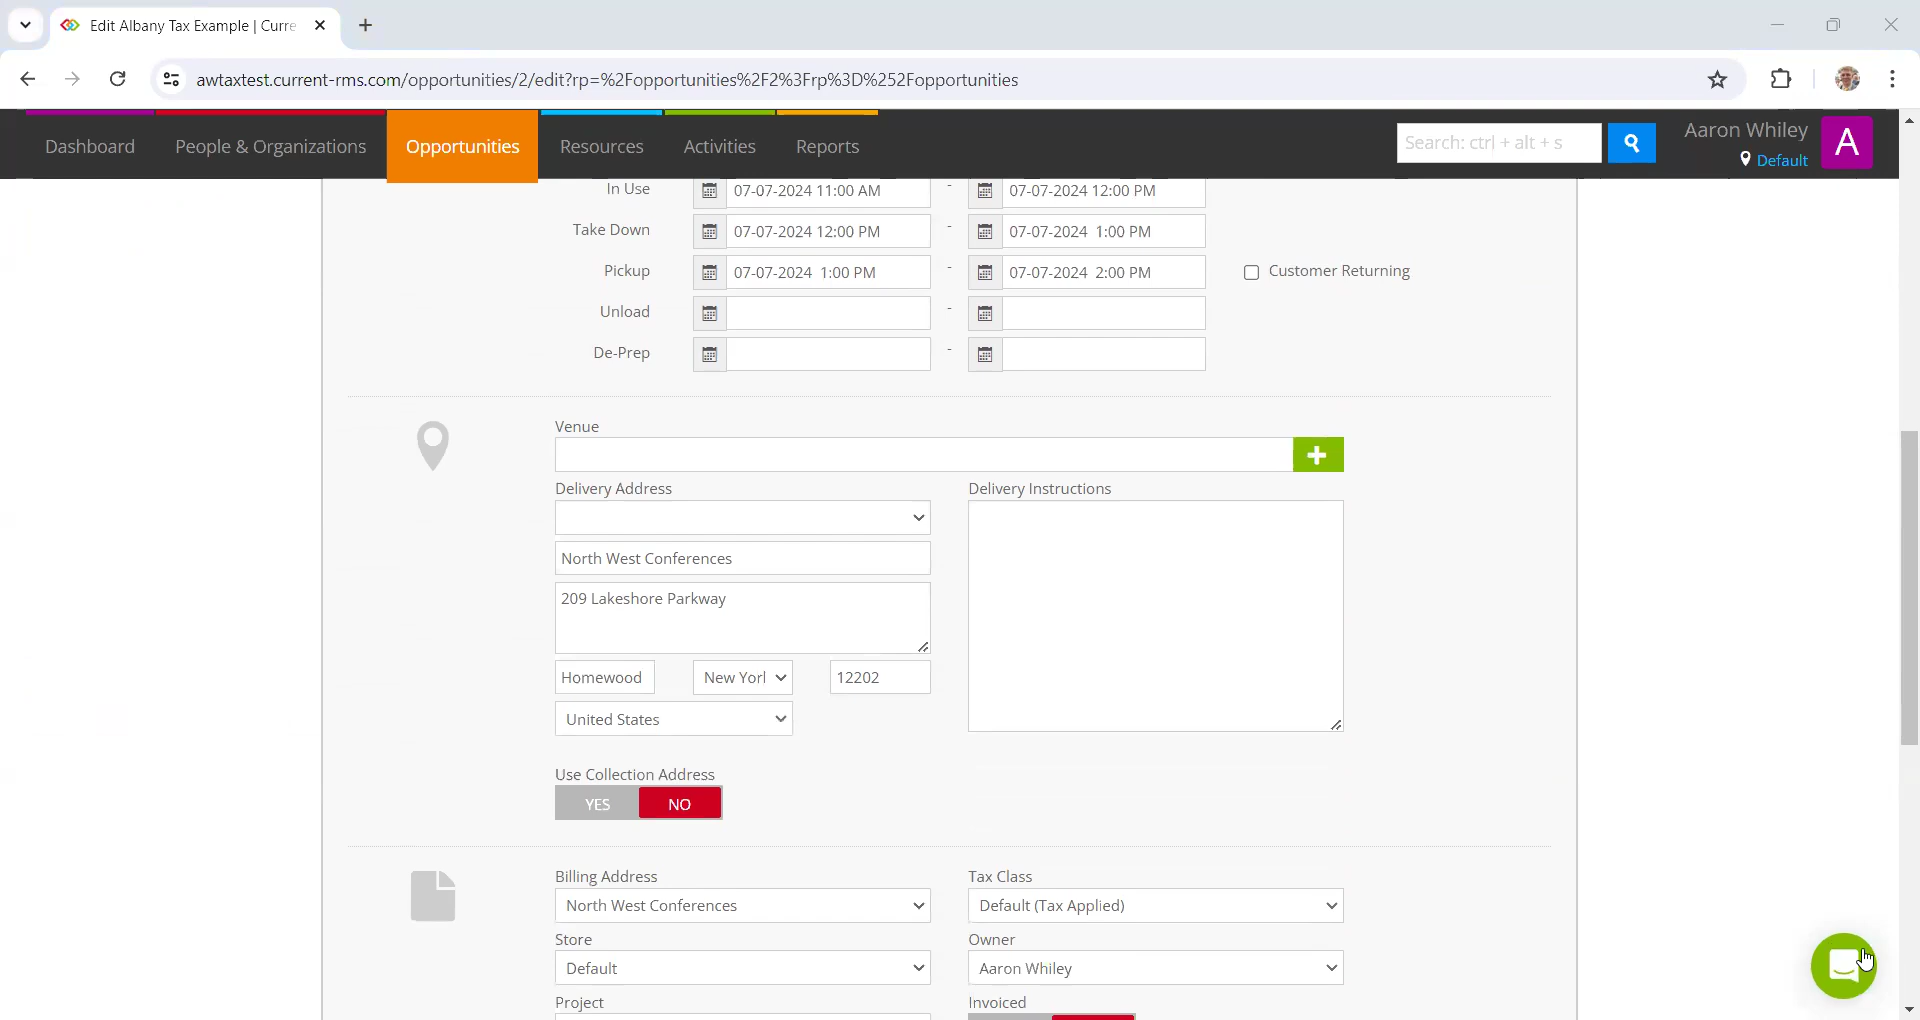 Edit Albany Tax Example | Curre
awtaxtest.current-rms.com/opportunities/2/edit?rp=%2Fopportunities%2F2%3Frp%3D%252Fopportunities
Dashboard People & Organizations Opportunities Resources Activities Reports Search: ctrl + alt + s Aaron Whiley A
Default
In Use 07-07-2024 11:00 AM - 07-07-2024 12:00 PM
Take Down 07-07-2024 12:00 PM - 07-07-2024 1:00 PM
Pickup 07-07-2024 1:00 PM - 07-07-2024 2:00 PM Customer Returning
Unload -
De-Prep -
Venue
Delivery Address Delivery Instructions
North West Conferences
209 Lakeshore Parkway
Homewood New Yorl 12202
United States
Use Collection Address
YES NO
Billing Address Tax Class
North West Conferences Default (Tax Applied)
Store Owner
Default Aaron Whiley
Project Invoiced